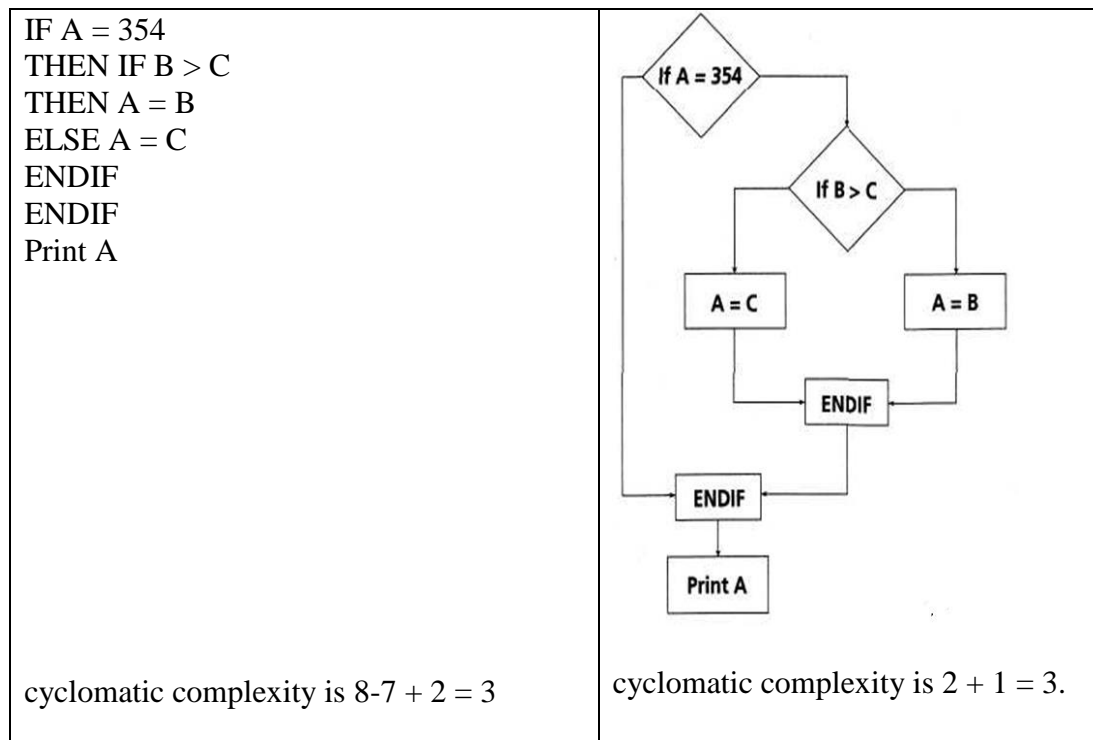 IF A = 354
THEN IF B > C
THEN A = B
ELSE A = C
ENDIF
ENDIF
Print A
cyclomatic complexity is 8-7 + 2 = 3
If A = 354
If B > C
A = C
A = B
ENDIF
ENDIF
Print A
cyclomatic complexity is 2 + 1 = 3.